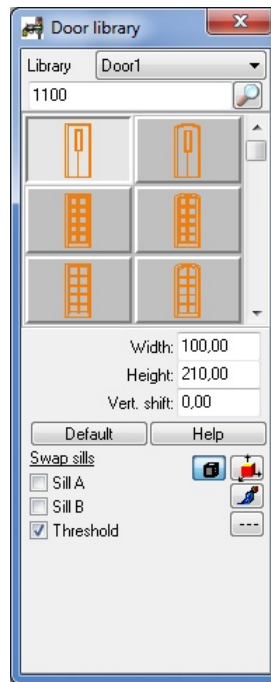 Door library
Library Door1
1100
Width: 100,00
Height: 210,00
Vert. shift: 0,00
Default Help
Swap sills
Sill A
Sill B
Threshold
---